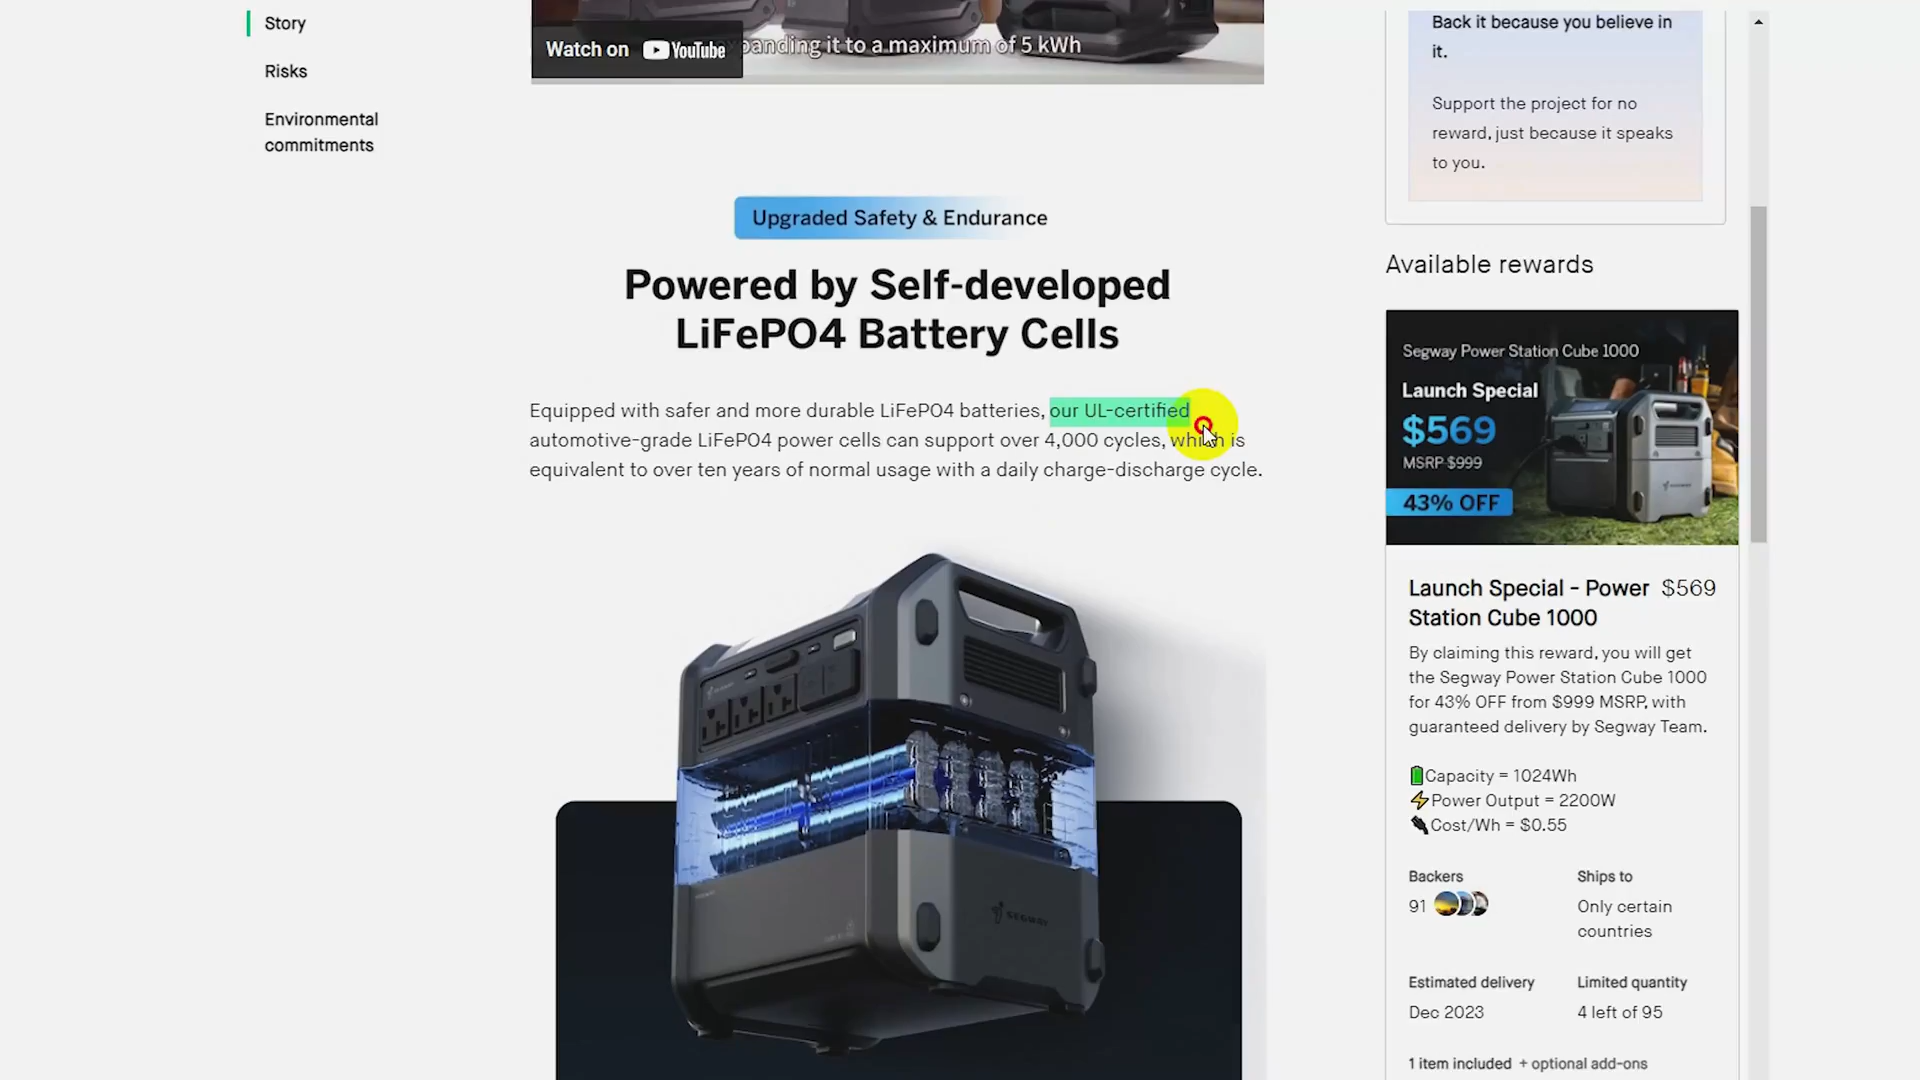 Story
Risks
Environmental
commitments
Watch on YouTube
panding it to a maximum of 5 kWh
Upgraded Safety & Endurance
Powered by Self-developed
LiFePO4 Battery Cells
Equipped with safer and more durable LiFePO4 batteries, our UL-certified
automotive-grade LiFePO4 power cells can support over 4,000 cycles, which is
equivalent to over ten years of normal usage with a daily charge-discharge cycle.
SEGWAY
SEGWAY
Back it because you believe in
it.
Support the project for no
reward, just because it speaks
to you.
Available rewards
Segway Power Station Cube 1000
Launch Special
$569
MSRP $999
43% OFF
SEGWAY
Launch Special - Power $569
Station Cube 1000
By claiming this reward, you will get
the Segway Power Station Cube 1000
for 43% OFF from $999 MSRP, with
guaranteed delivery by Segway Team.
Capacity = 1024Wh
Power Output = 2200W
Cost/Wh = $0.55
Backers
91
Ships to
Only certain
countries
Estimated delivery
Dec 2023
Limited quantity
4 left of 95
1 item included + optional add-ons